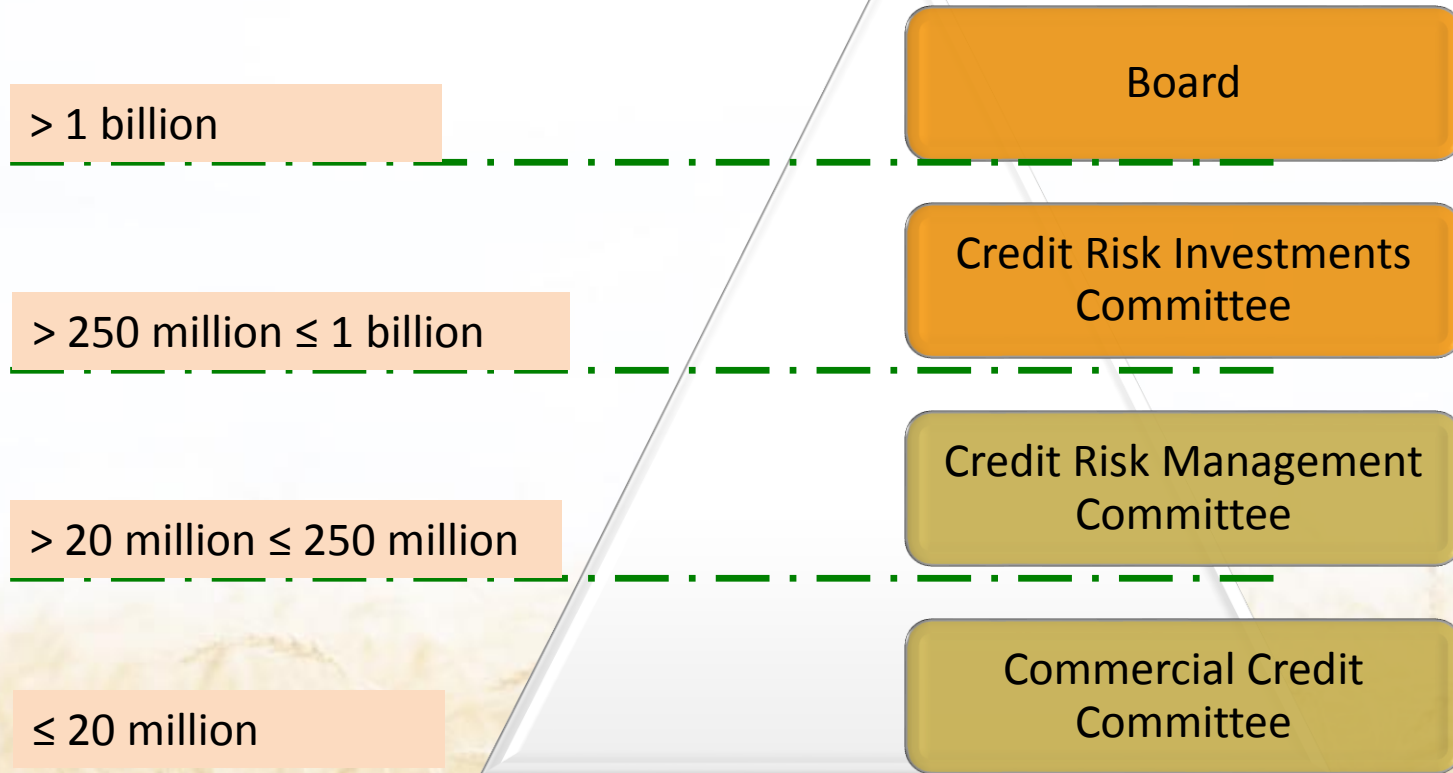 Board
> 1 billion
Credit Risk Investments
Committee
> 250 million ≤ 1 billion
Credit Risk Management
Committee
> 20 million ≤ 250 million
Commercial Credit
Committee
≤ 20 million